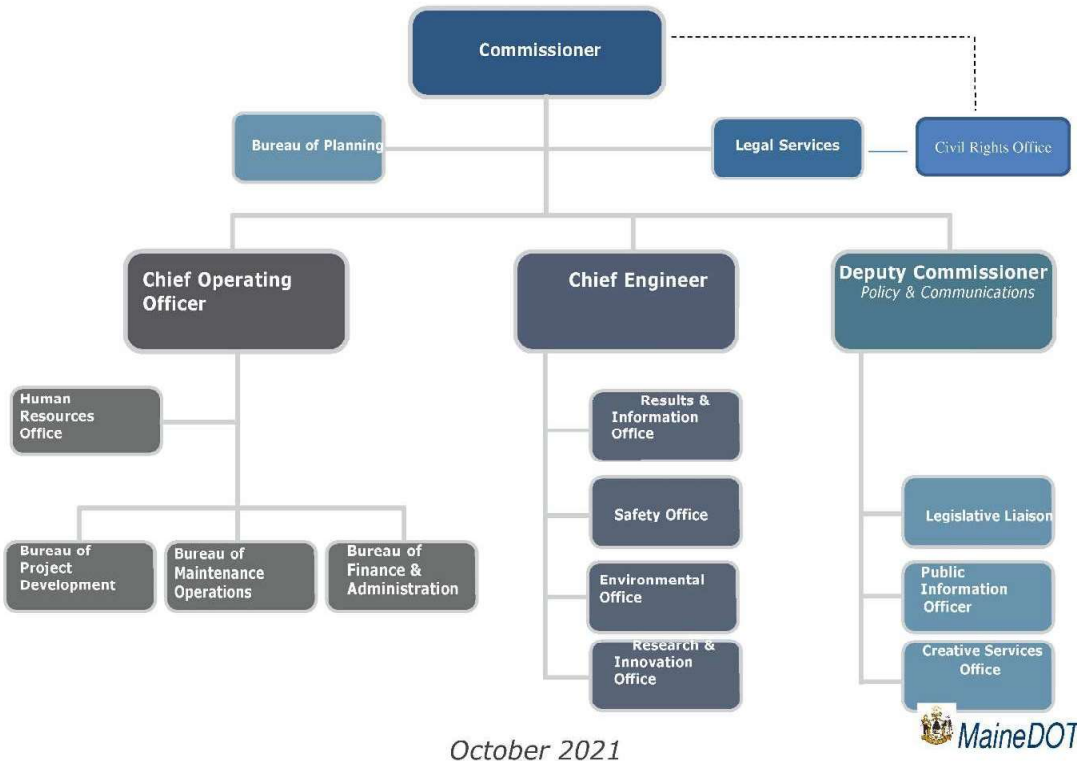 Commissioner
Bureau of Planning
Legal Services
Civil Rights Office
Chief Operating
Officer
Chief Engineer
Deputy Commissioner
Policy & Communications
Human
Resources
Office
Results &
Information
Office
Safety Office
Legislative Liaison
Bureau of
Project
Development
Bureau of
Maintenance
Operations
Bureau of
Finance &
Administration
Environmental
Office
Public
Information
Officer
Research &
Innovation
Office
Creative Services
Office
MaineDOT
October 2021